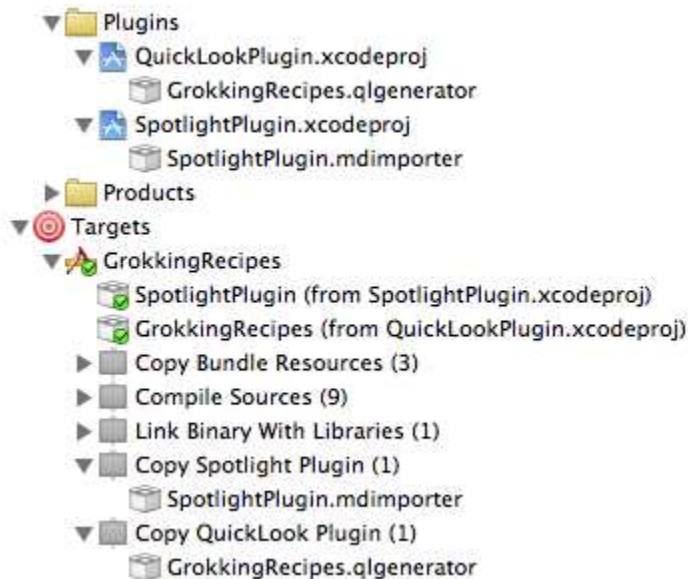 Plugins
QuickLookPlugin.xcodeproj
GrokkingRecipes.qlgenerator
SpotlightPlugin.xcodeproj
SpotlightPlugin.mdimporter
Products
Targets
GrokkingRecipes
SpotlightPlugin (from SpotlightPlugin.xcodeproj)
GrokkingRecipes (from QuickLookPlugin.xcodeproj)
Copy Bundle Resources (3)
Compile Sources (9)
Link Binary With Libraries (1)
Copy Spotlight Plugin (1)
SpotlightPlugin.mdimporter
Copy QuickLook Plugin (1)
GrokkingRecipes.qlgenerator